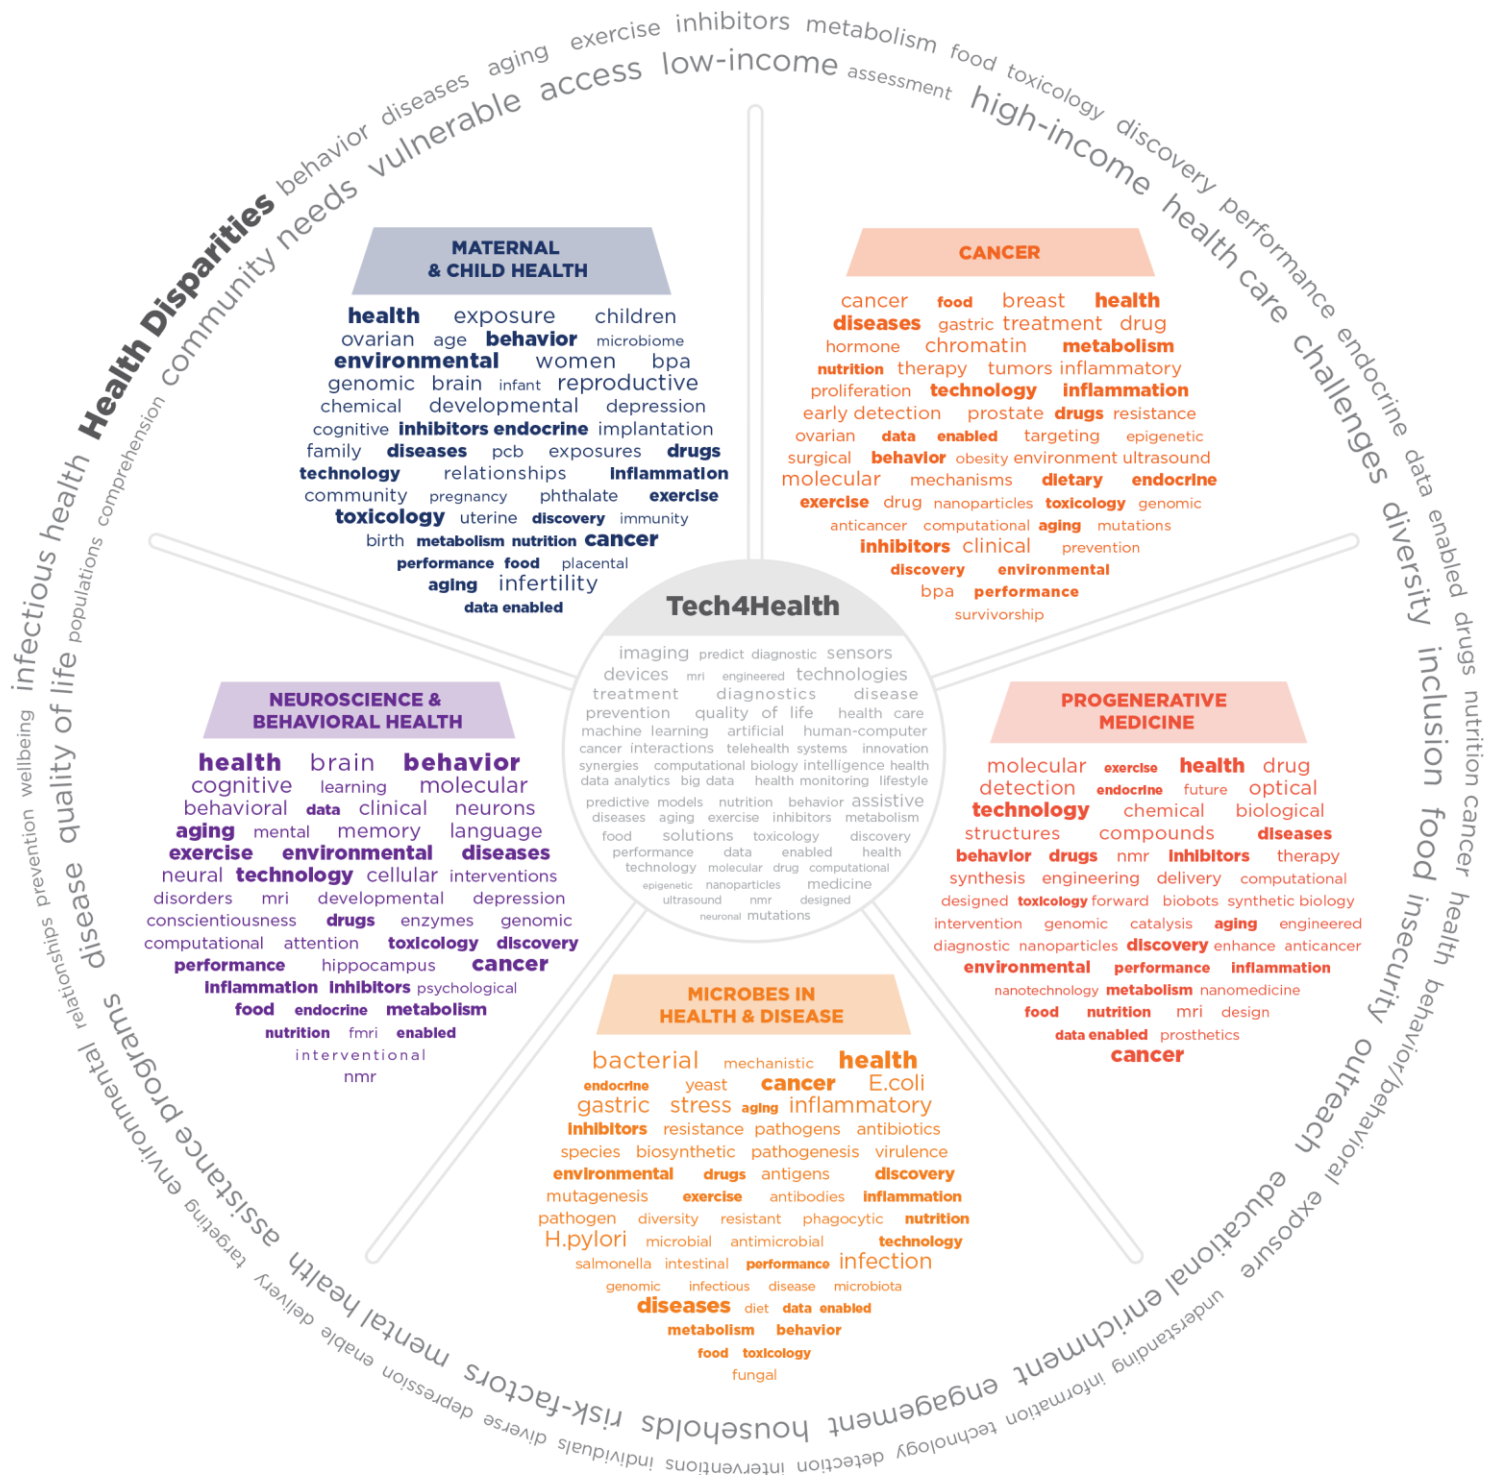 behavior diseases aging exercise inhibitors metabolism food toxicology discovery performance endocrine data enabled drugs nutrition cancer health behavior/behavioral exposure understanding information technology detection interventions individuals diverse depression enable delivery targeting environmental relationships prevention wellbeing infectious health Health Disparities
community needs vulnerable access low-income assessment high-income health care challenges diversity inclusion food insecurity outreach educational enrichment engagement households risk-factors mental health assistance programs disease quality of life populations comprehension
MATERNAL
& CHILD HEALTH
health exposure children
ovarian age behavior microbiome
environmental women bpa
genomic brain infant reproductive
chemical developmental depression
cognitive inhibitors endocrine implantation
family diseases pcb exposures drugs
technology relationships inflammation
community pregnancy phthalate exercise
toxicology uterine discovery immunity
birth metabolism nutrition cancer
performance food placental
aging infertility
data enabled
CANCER
cancer food breast health
diseases gastric treatment drug
hormone chromatin metabolism
nutrition therapy tumors inflammatory
proliferation technology inflammation
early detection prostate drugs resistance
ovarian data enabled targeting epigenetic
surgical behavior obesity environment ultrasound
molecular mechanisms dietary endocrine
exercise drug nanoparticles toxicology genomic
anticancer computational aging mutations
inhibitors clinical prevention
discovery environmental
bpa performance
survivorship
Tech4Health
imaging predict diagnostic sensors
devices mri engineered technologies
treatment diagnostics disease
prevention quality of life health care
machine learning artificial human-computer
cancer interactions telehealth systems innovation
synergies computational biology intelligence health
data analytics big data health monitoring lifestyle
predictive models nutrition behavior assistive
diseases aging exercise inhibitors metabolism
food solutions toxicology discovery
performance data enabled health
technology molecular drug computational
epigenetic nanoparticles medicine
ultrasound nmr designed
neuronal mutations
NEUROSCIENCE &
BEHAVIORAL HEALTH
health brain behavior
cognitive learning molecular
behavioral data clinical neurons
aging mental memory language
exercise environmental diseases
neural technology cellular interventions
disorders mri developmental depression
conscientiousness drugs enzymes genomic
computational attention toxicology discovery
performance hippocampus cancer
inflammation inhibitors psychological
food endocrine metabolism
nutrition fmri enabled
interventional
nmr
PROGENERATIVE
MEDICINE
molecular exercise health drug
detection endocrine future optical
technology chemical biological
structures compounds diseases
behavior drugs nmr inhibitors therapy
synthesis engineering delivery computational
designed toxicology forward biobots synthetic biology
intervention genomic catalysis aging engineered
diagnostic nanoparticles discovery enhance anticancer
environmental performance inflammation
nanotechnology metabolism nanomedicine
food nutrition mri design
data enabled prosthetics
cancer
MICROBES IN
HEALTH & DISEASE
bacterial mechanistic health
endocrine yeast cancer E.coli
gastric stress aging inflammatory
inhibitors resistance pathogens antibiotics
species biosynthetic pathogenesis virulence
environmental drugs antigens discovery
mutagenesis exercise antibodies inflammation
pathogen diversity resistant phagocytic nutrition
H.pylori microbial antimicrobial technology
salmonella intestinal performance infection
genomic infectious disease microbiota
diseases diet data enabled
metabolism behavior
food toxicology
fungal